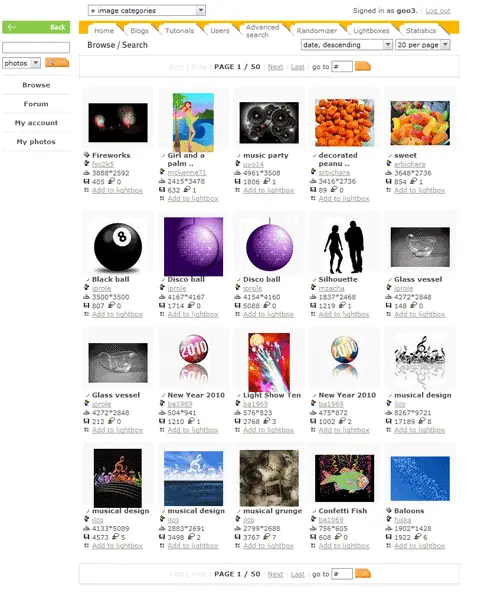 + image categories
Signed in as goo3. | Log out
← Back
Home
Blogs
Tutorials
Users
Advanced search
Randomizer
Lightboxes
Statistics
Browse / Search
date, descending
20 per page
photos
First | Prev | PAGE 1 / 50 | Next | Last | go to #
Browse
Forum
My account
My photos
Fireworks
3888*2592
405 0
Add to lightbox
Girl and a palm ..
mckenna71
2415*3478
632 1
Add to lightbox
music party
uvo14
4961*3508
1806 1
Add to lightbox
decorated peanu ..
srbichara
3416*2736
89 0
Add to lightbox
sweet
srbichara
3648*2736
854 1
Add to lightbox
8
Black ball
iprole
3500*3500
807 0
Add to lightbox
Disco ball
iprole
4167*4167
1714 0
Add to lightbox
Disco ball
iprole
4154*4160
5088 0
Add to lightbox
Silhouette
mzacha
1837*2468
1219 1
Add to lightbox
Glass vessel
iprole
4272*2848
148 0
Add to lightbox
2010
2010
Glass vessel
iprole
4272*2848
212 0
Add to lightbox
New Year 2010
ba1969
504*941
1210 1
Add to lightbox
Light Show Ten
ba1969
576*823
2768 3
Add to lightbox
New Year 2010
ba1969
475*872
1002 2
Add to lightbox
musical design
ilco
8267*9721
17189 8
Add to lightbox
musical design
ilco
4133*5089
4573 5
Add to lightbox
musical design
ilco
2883*2691
3498 2
Add to lightbox
musical grunge
ilco
2799*2688
3767 7
Add to lightbox
Confetti Fish
ba1969
756*605
608 0
Add to lightbox
Baloons
hisks
1902*1428
1922 6
Add to lightbox
First | Prev | PAGE 1 / 50 | Next | Last | go to #